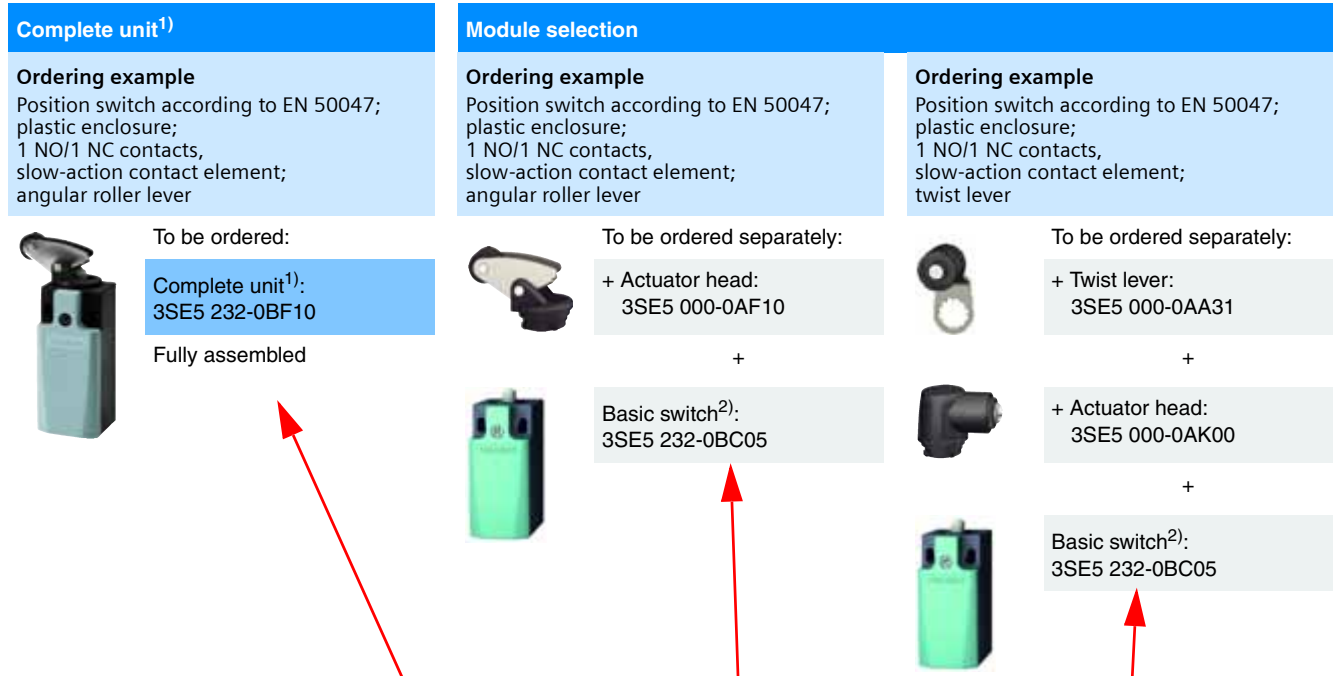 Complete unit1)
Ordering example
Position switch according to EN 50047;
plastic enclosure;
1 NO/1 NC contacts,
slow-action contact element;
angular roller lever
To be ordered:
Complete unit1):
3SE5 232-0BF10
Fully assembled
Module selection
Ordering example
Position switch according to EN 50047;
plastic enclosure;
1 NO/1 NC contacts,
slow-action contact element;
angular roller lever
To be ordered separately:
+ Actuator head:
3SE5 000-0AF10
+
Basic switch2):
3SE5 232-0BC05
Ordering example
Position switch according to EN 50047;
plastic enclosure;
1 NO/1 NC contacts,
slow-action contact element;
twist lever
To be ordered separately:
+ Twist lever:
3SE5 000-0AA31
+
+ Actuator head:
3SE5 000-0AK00
+
Basic switch2):
3SE5 232-0BC05